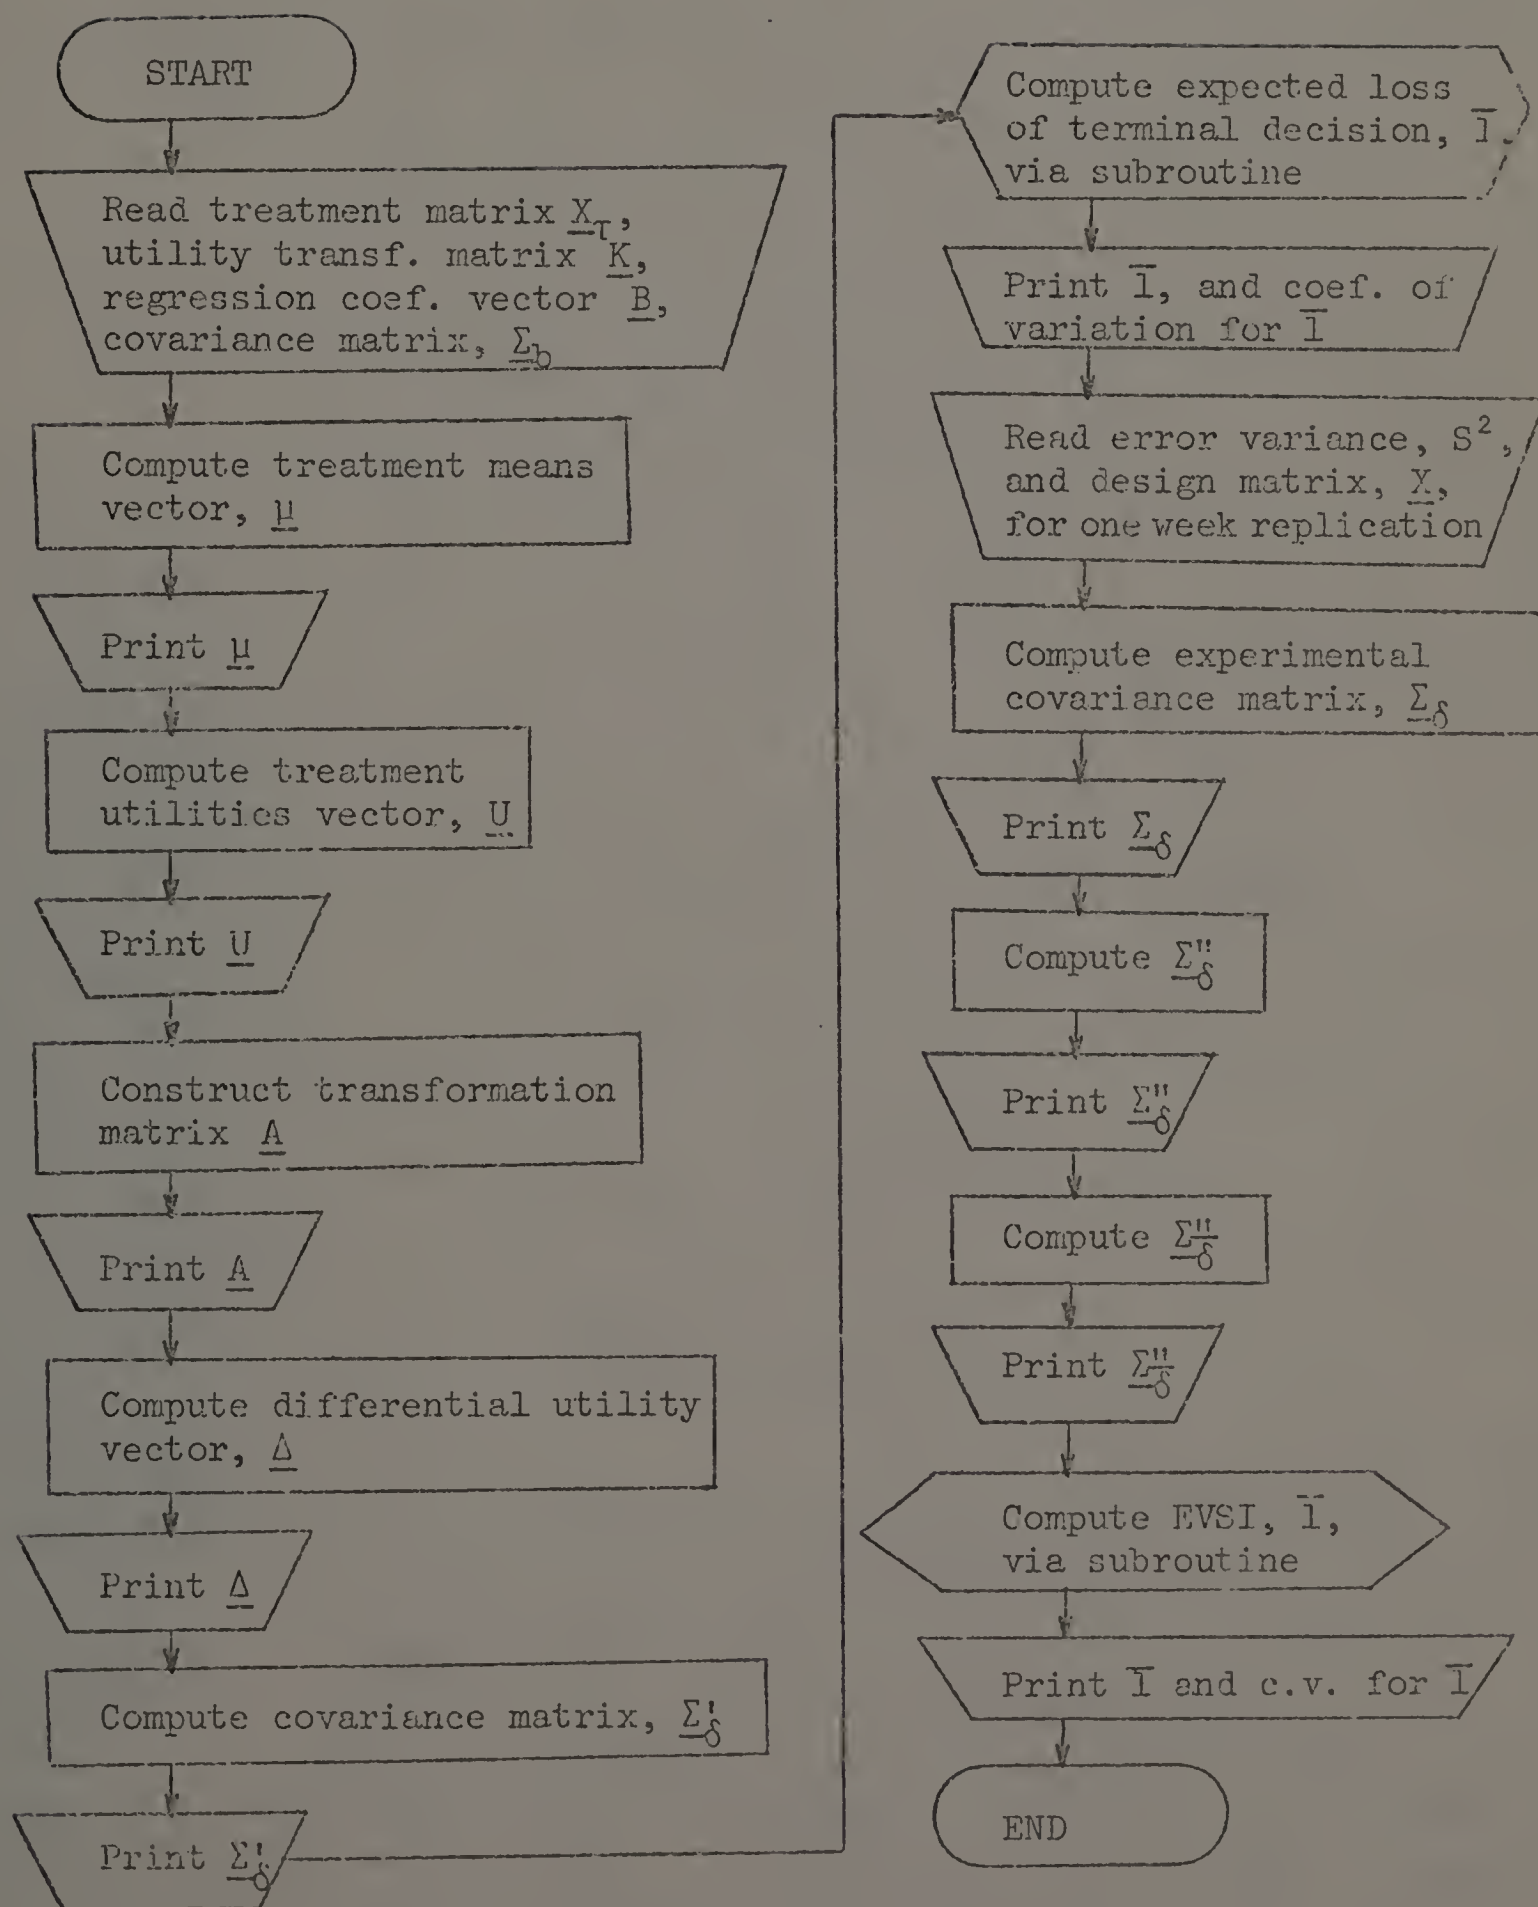 START
Read treatment matrix X_τ,
utility transf. matrix K,
regression coef. vector B,
covariance matrix, Σ_b
Compute treatment means
vector, μ
Print μ
Compute treatment
utilities vector, U
Print U
Construct transformation
matrix A
Print A
Compute differential utility
vector, Δ
Print Δ
Compute covariance matrix, Σ'_δ
Print Σ'_δ
Compute expected loss
of terminal decision, l̄,
via subroutine
Print l̄, and coef. of
variation for l̄
Read error variance, S²,
and design matrix, X,
for one week replication
Compute experimental
covariance matrix, Σ_δ
Print Σ_δ
Compute Σ"_δ
Print Σ"_δ
Compute Σ"_δ̄
Print Σ"_δ̄
Compute EVSI, l̄,
via subroutine
Print l̄ and c.v. for l̄
END